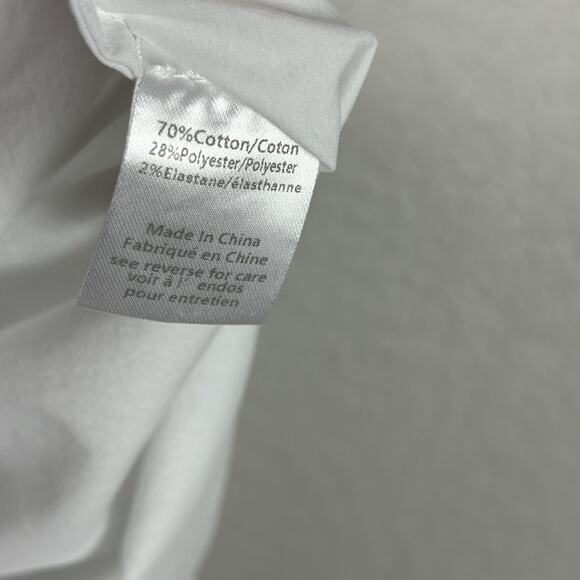 70%Cotton/Coton
28%Polyester/Polyester
2%Elastane/élasthanne
Made In China
Fabriqué en Chine
see reverse for care
voir à l' endos
pour entretien